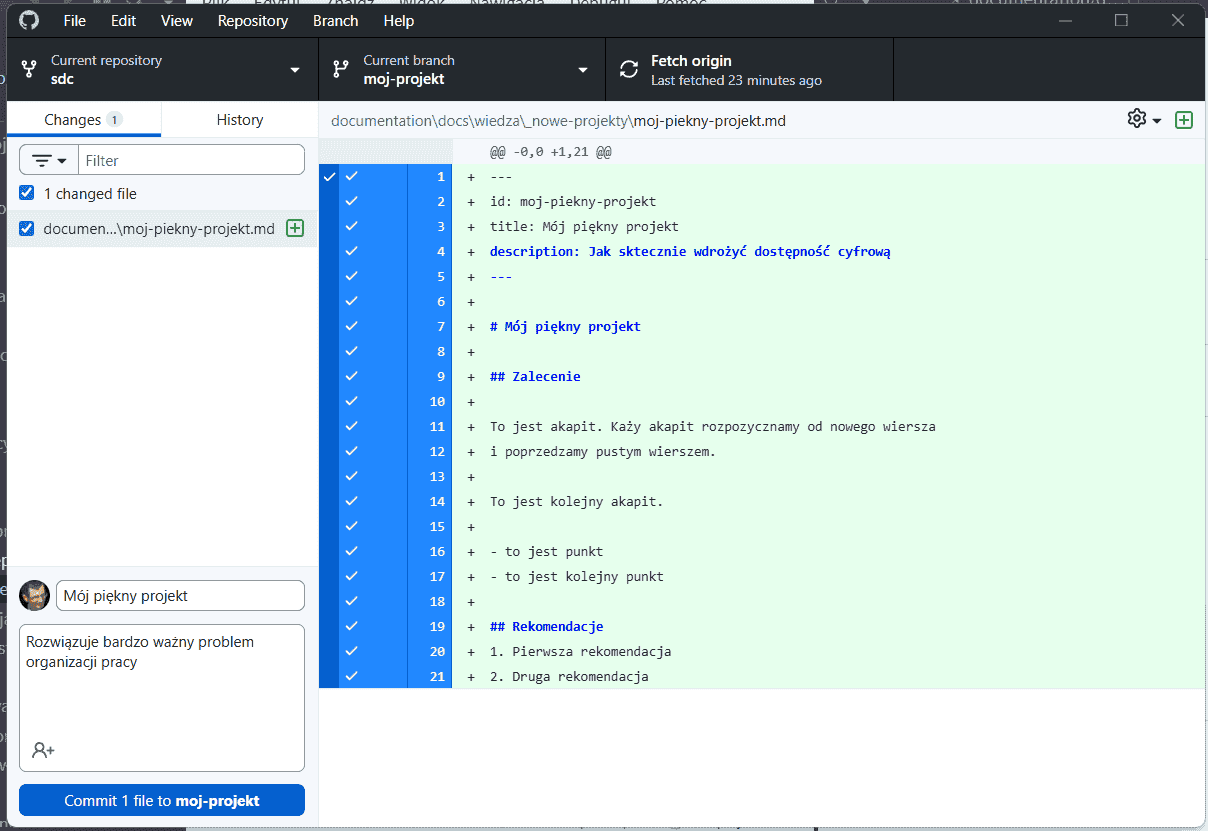 File Edit View Repository Branch Help
Current repository
sdc
Current branch
moj-projekt
Fetch origin
Last fetched 23 minutes ago
Changes 1
History
documentation\docs\wiedza\_nowe-projekty\moj-piekny-projekt.md
Filter
1 changed file
documen...\moj-piekny-projekt.md
@@ -0,0 +1,21 @@
1 + ---
2 + id: moj-piekny-projekt
3 + title: Mój piękny projekt
4 + description: Jak sktecznie wdrożyć dostępność cyfrową
5 + ---
6 +
7 + # Mój piękny projekt
8 +
9 + ## Zalecenie
10 +
11 + To jest akapit. Każy akapit rozpozycznamy od nowego wiersza
12 + i poprzedzamy pustym wierszem.
13 +
14 + To jest kolejny akapit.
15 +
16 + - to jest punkt
17 + - to jest kolejny punkt
18 +
19 + ## Rekomendacje
20 + 1. Pierwsza rekomendacja
21 + 2. Druga rekomendacja
Mój piękny projekt
Rozwiązuje bardzo ważny problem
organizacji pracy
Commit 1 file to moj-projekt